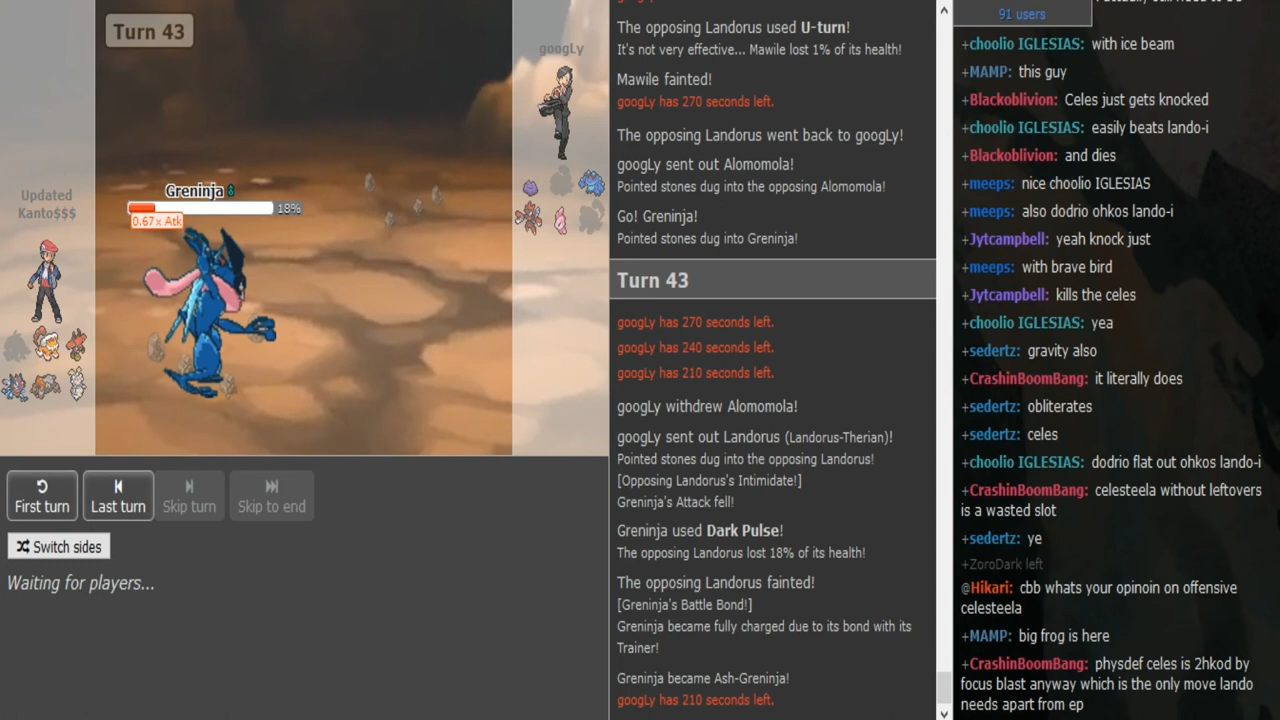 Turn 43
googLy
Updated
Kanto$$$
Greninja
18%
0.67x Atk
First turn
Last turn
Skip turn
Skip to end
Switch sides
Waiting for players...
The opposing Landorus used U-turn!
It's not very effective... Mawile lost 1% of its health!
Mawile fainted!
googLy has 270 seconds left.
The opposing Landorus went back to googLy!
googLy sent out Alomomola!
Pointed stones dug into the opposing Alomomola!
Go! Greninja!
Pointed stones dug into Greninja!
Turn 43
googLy has 270 seconds left.
googLy has 240 seconds left.
googLy has 210 seconds left.
googLy withdrew Alomomola!
googLy sent out Landorus (Landorus-Therian)!
Pointed stones dug into the opposing Landorus!
[Opposing Landorus's Intimidate!]
Greninja's Attack fell!
Greninja used Dark Pulse!
The opposing Landorus lost 18% of its health!
The opposing Landorus fainted!
[Greninja's Battle Bond!]
Greninja became fully charged due to its bond with its
Trainer!
Greninja became Ash-Greninja!
googLy has 210 seconds left.
91 users
+choolio IGLESIAS: with ice beam
+MAMP: this guy
+Blackoblivion: Celes just gets knocked
+choolio IGLESIAS: easily beats lando-i
+Blackoblivion: and dies
+meeps: nice choolio IGLESIAS
+meeps: also dodrio ohkos lando-i
+Jytcampbell: yeah knock just
+meeps: with brave bird
+Jytcampbell: kills the celes
+choolio IGLESIAS: yea
+sedertz: gravity also
+CrashinBoomBang: it literally does
+sedertz: obliterates
+sedertz: celes
+choolio IGLESIAS: dodrio flat out ohkos lando-i
+CrashinBoomBang: celesteela without leftovers
is a wasted slot
+sedertz: ye
+ZoroDark left
@Hikari: cbb whats your opinoin on offensive
celesteela
+MAMP: big frog is here
+CrashinBoomBang: physdef celes is 2hkod by
focus blast anyway which is the only move lando
needs apart from ep